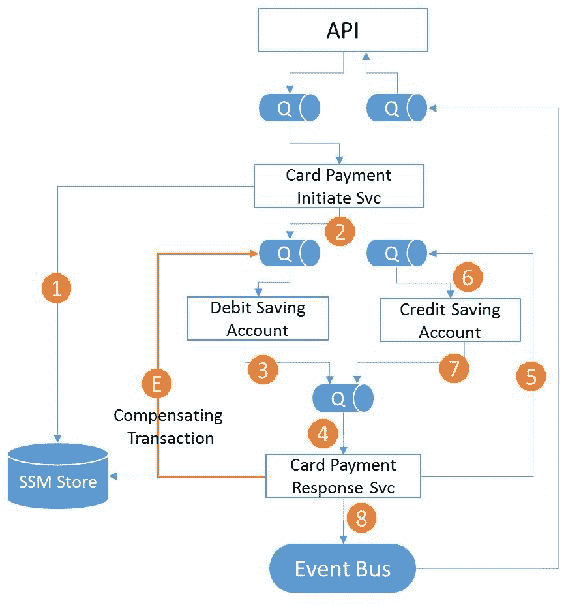 API
Q
Q
Card Payment
Initiate Svc
2
Q
Q
1
6
Debit Saving
Account
Credit Saving
Account
3
7
5
E
Q
Compensating
Transaction
4
SSM Store
Card Payment
Response Svc
8
Event Bus